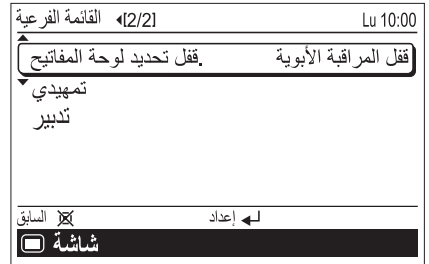 القائمة الفرعية ◀[2/2] Lu 10:00
قفل تحديد لوحة المفاتيح. قفل المراقبة الأبوية
تمهيدي
تدبير
السابق إعداد
شاشة